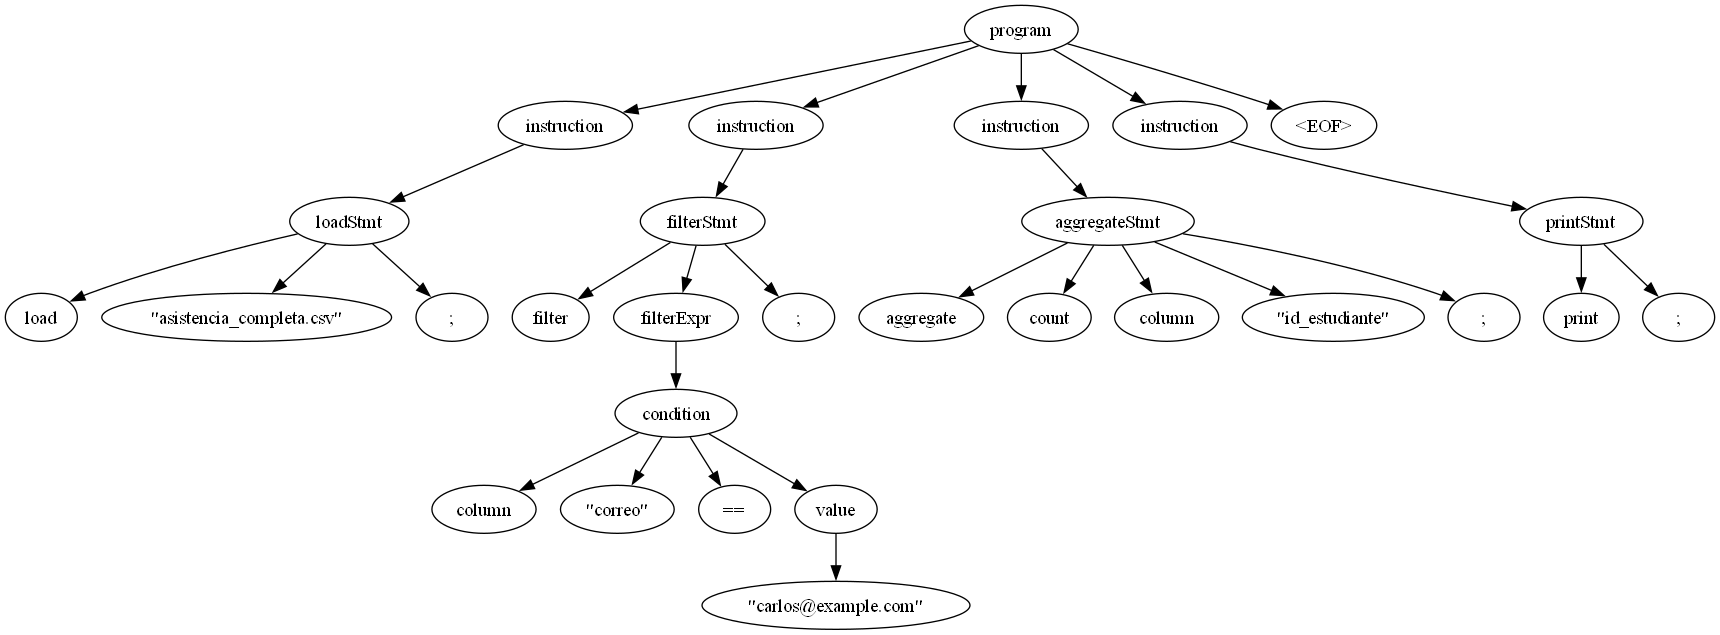 program
instruction
instruction
instruction
instruction
<EOF>
loadStmt
filterStmt
aggregateStmt
printStmt
load
"asistencia_completa.csv"
;
filter
filterExpr
;
aggregate
count
column
"id_estudiante"
;
print
;
condition
column
"correo"
==
value
"carlos@example.com"